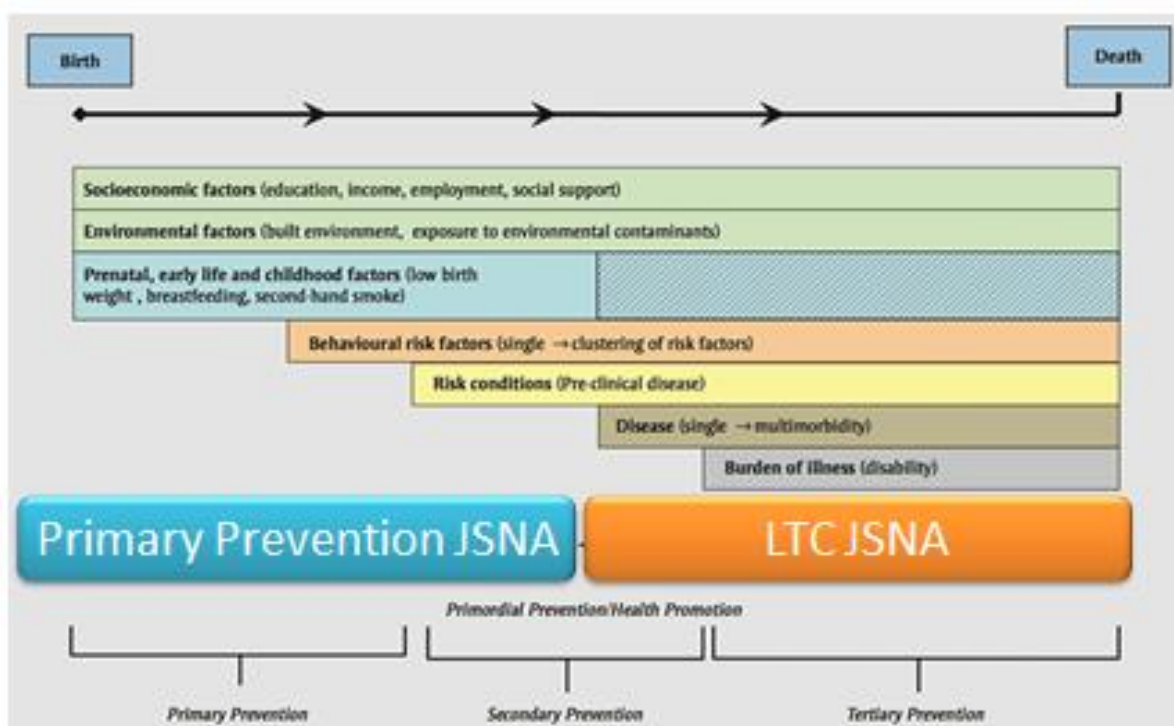 Birth
Death
Socioeconomic factors (education, income, employment, social support)
Environmental factors (built environment, exposure to environmental contaminants)
Prenatal, early life and childhood factors (low birth
weight , breastfeeding, second-hand smoke)
Behavioural risk factors (single →clustering of risk factors)
Risk conditions (Pre-clinical disease)
Disease (single →multimorbidity)
Burden of illness (disability)
Primary Prevention JSNA
LTC JSNA
Primordial Prevention/Health Promotion
Primary Prevention
Secondary Prevention
Tertiary Prevention